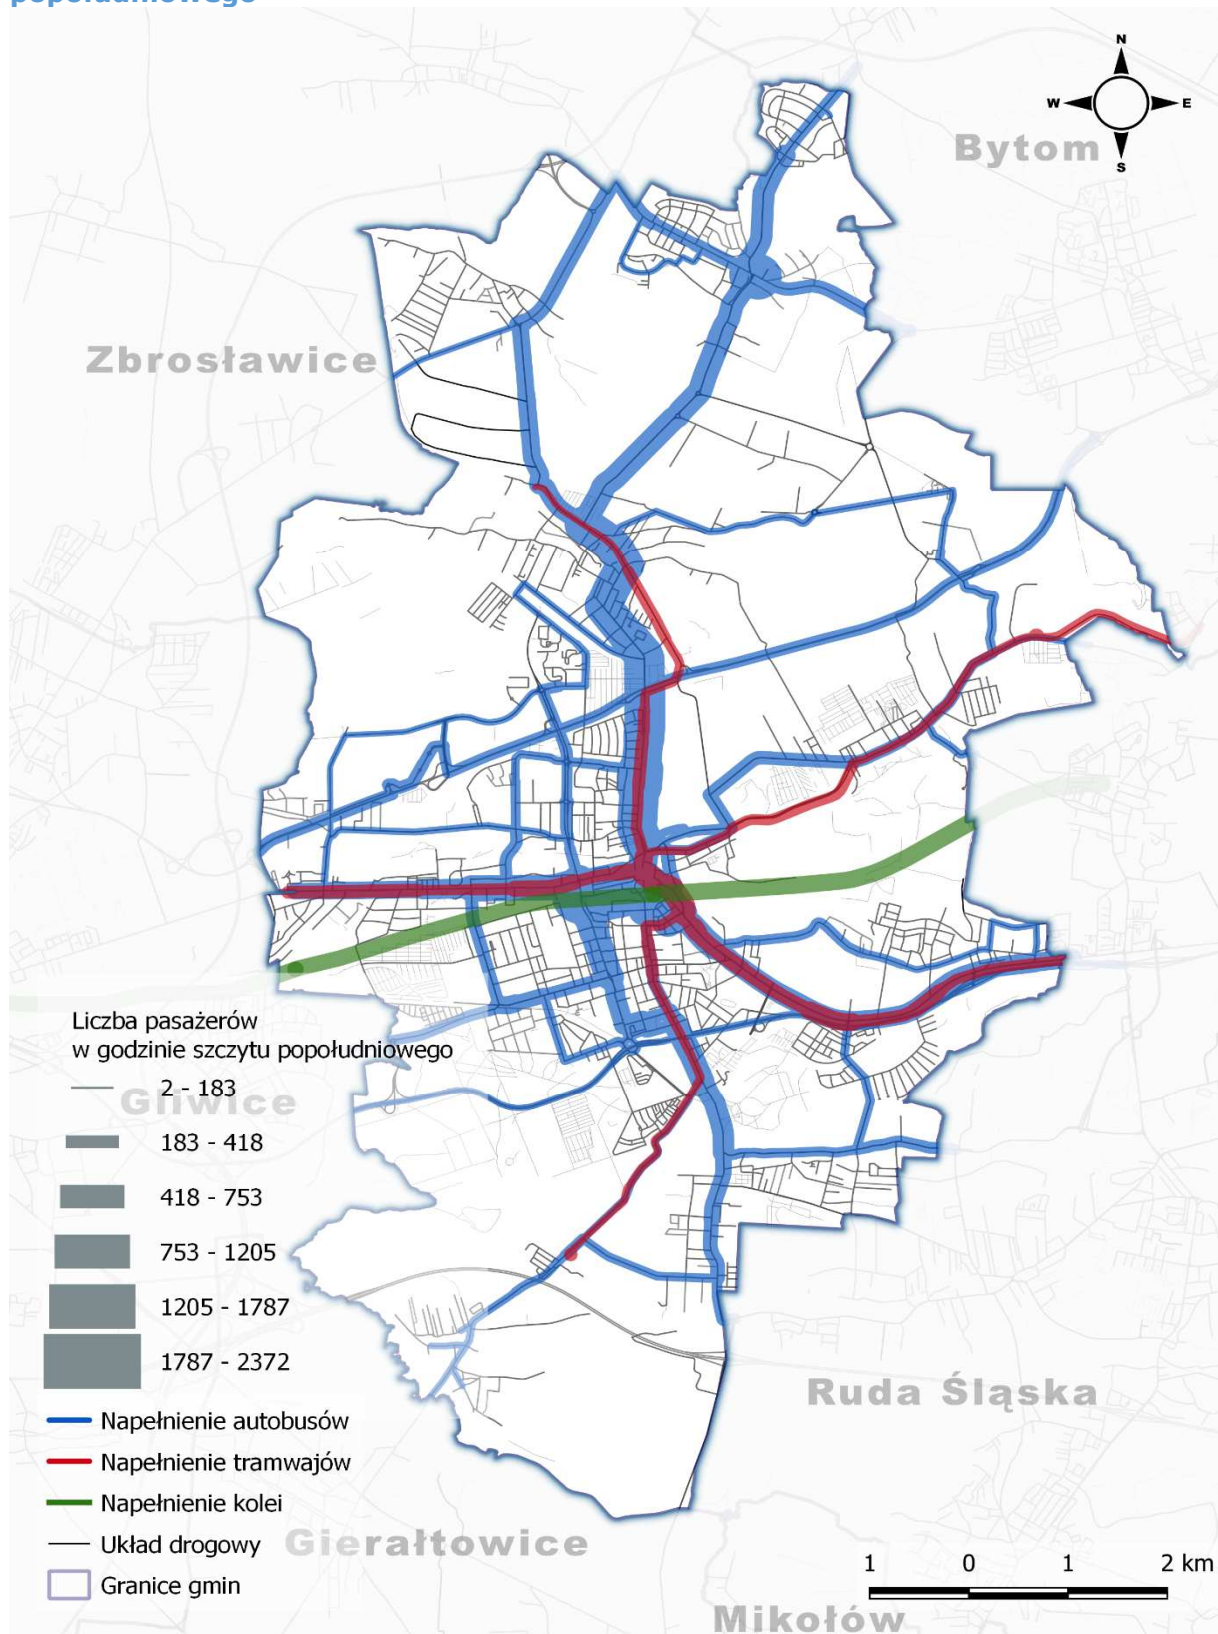 popołudniowego
N
W
E
S
Bytom
Zbrosławice
Liczba pasażerów
w godzinie szczytu popołudniowego
2 - 183
Gliwice
183 - 418
418 - 753
753 - 1205
1205 - 1787
1787 - 2372
Ruda Śląska
Napełnienie autobusów
Napełnienie tramwajów
Napełnienie kolei
Układ drogowy
Gierałtowice
Granice gmin
1 0 1 2 km
Mikołów